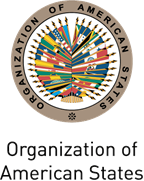 ORGANIZATION OF AMERICAN STATES
Organization of
American States